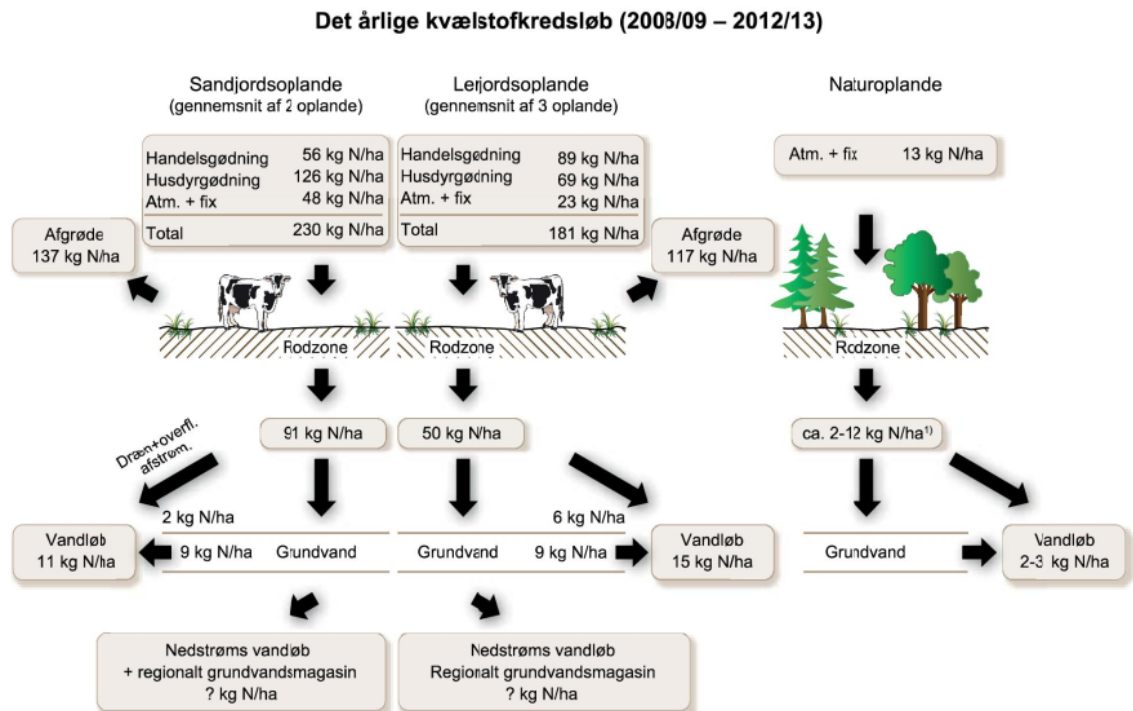 Det årlige kvælstofkredsløb (2008/09 – 2012/13)
Sandjordsoplande
(gennemsnit af 2 oplande)
Handelsgødning 56 kg N/ha
Husdyrgødning 126 kg N/ha
Atm. + fix 48 kg N/ha
Total 230 kg N/ha
Afgrøde
137 kg N/ha
Rodzone
91 kg N/ha
Dræn+overfl.
afstrøm.
2 kg N/ha
Vandløb
11 kg N/ha
9 kg N/ha Grundvand
Nedstrøms vandløb
+ regionalt grundvandsmagasin
? kg N/ha
Lerjordsoplande
(gennemsnit af 3 oplande)
Handelsgødning 89 kg N/ha
Husdyrgødning 69 kg N/ha
Atm. + fix 23 kg N/ha
Total 181 kg N/ha
Afgrøde
117 kg N/ha
Rodzone
50 kg N/ha
6 kg N/ha
Grundvand 9 kg N/ha
Vandløb
15 kg N/ha
Nedstrøms vandløb
Regionalt grundvandsmagasin
? kg N/ha
Naturoplande
Atm. + fix 13 kg N/ha
Rodzone
ca. 2-12 kg N/ha¹⁾
Grundvand
Vandløb
2-3 kg N/ha